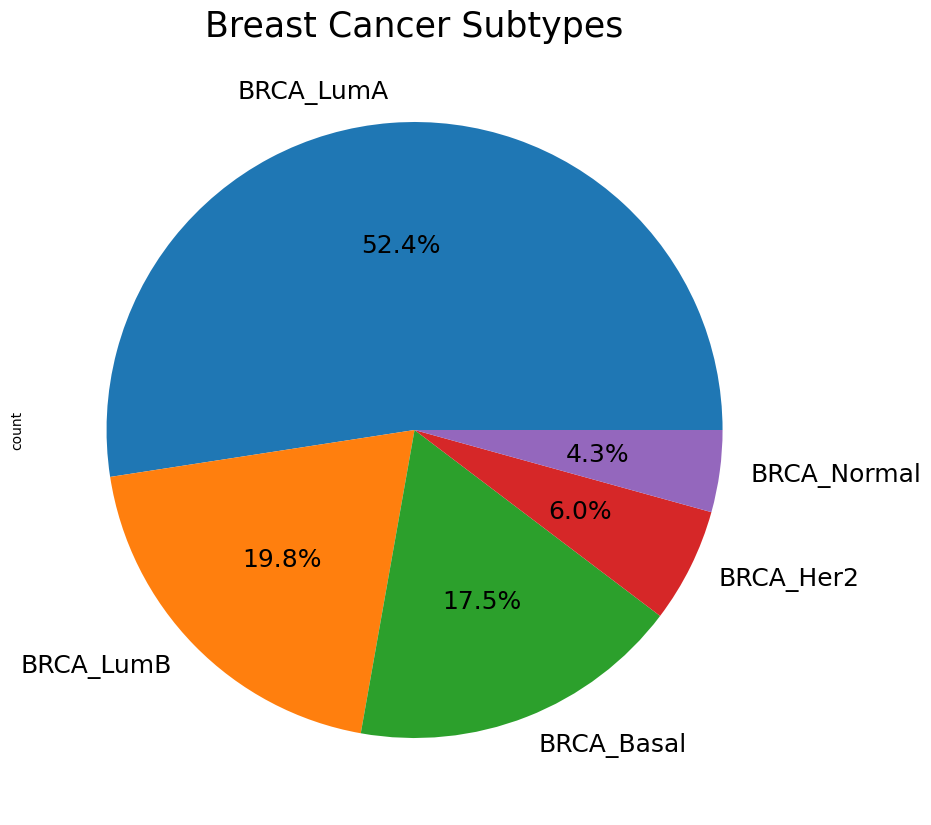 Breast Cancer Subtypes
BRCA_LumA
52.4%
count
4.3%
BRCA_Normal
6.0%
BRCA_Her2
19.8%
17.5%
BRCA_LumB
BRCA_Basal